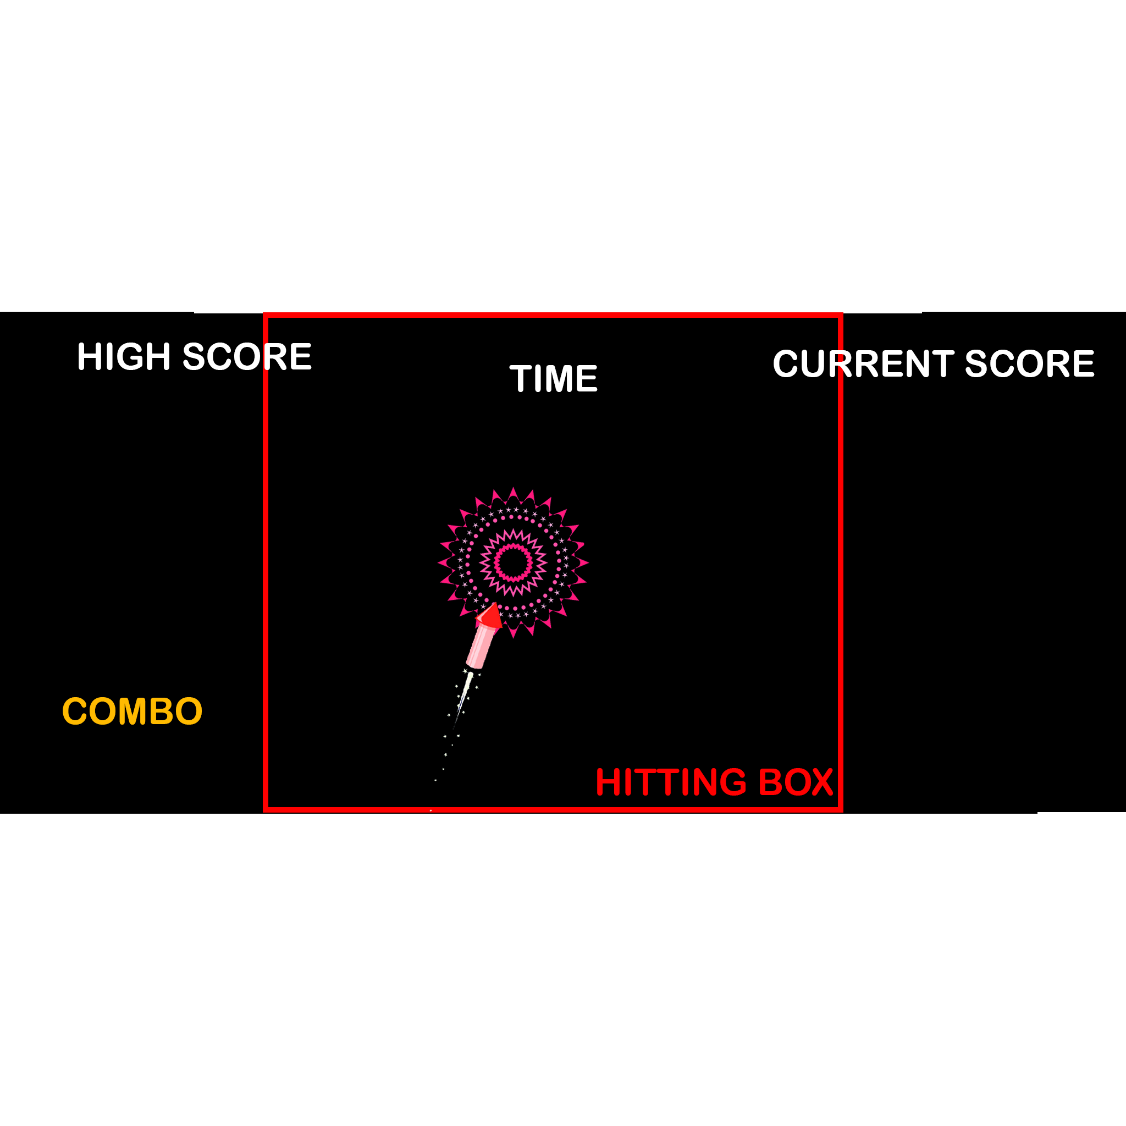 HIGH SCORE
TIME
CURRENT SCORE
COMBO
HITTING BOX